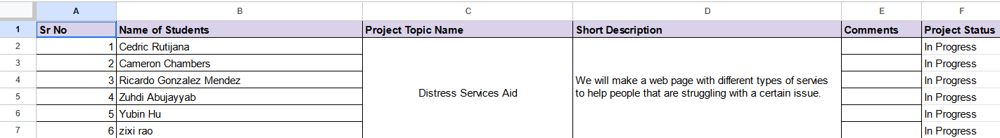 A B C D E F
1 Sr No Name of Students Project Topic Name Short Description Comments Project Status
2 1 Cedric Rutijana In Progress
3 2 Cameron Chambers In Progress
4 3 Ricardo Gonzalez Mendez We will make a web page with different types of servies In Progress
5 4 Zuhdi Abujayyab Distress Services Aid to help people that are struggling with a certain issue. In Progress
6 5 Yubin Hu In Progress
7 6 zixi rao In Progress